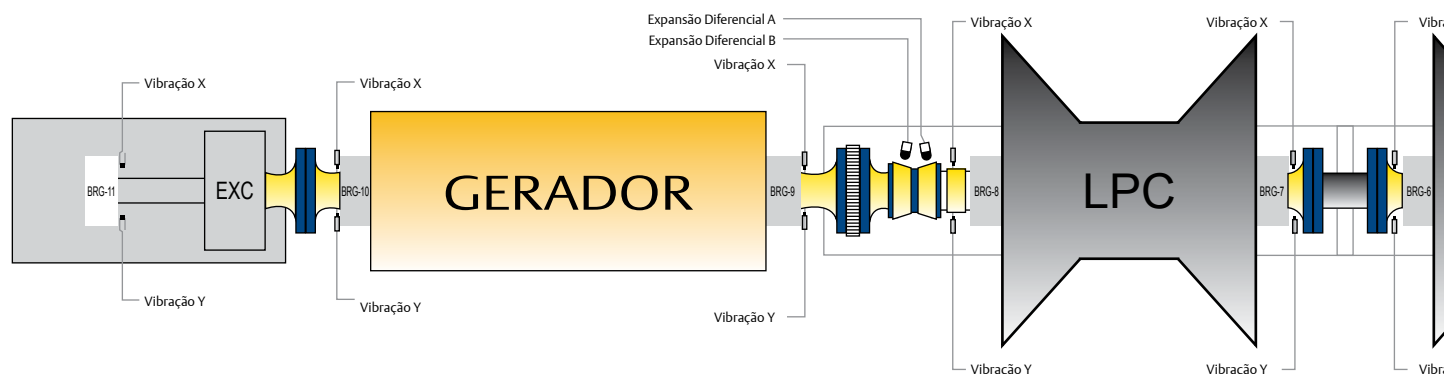 Expansão Diferencial A
Expansão Diferencial B
Vibração X
Vibração X
Vibração X
Vibração X
Vibração X
BRG-11
EXC
BRG-10
GERADOR
BRG-9
BRG-8
LPC
BRG-7
BRG-6
Vibração Y
Vibração Y
Vibração Y
Vibração Y
Vibração Y